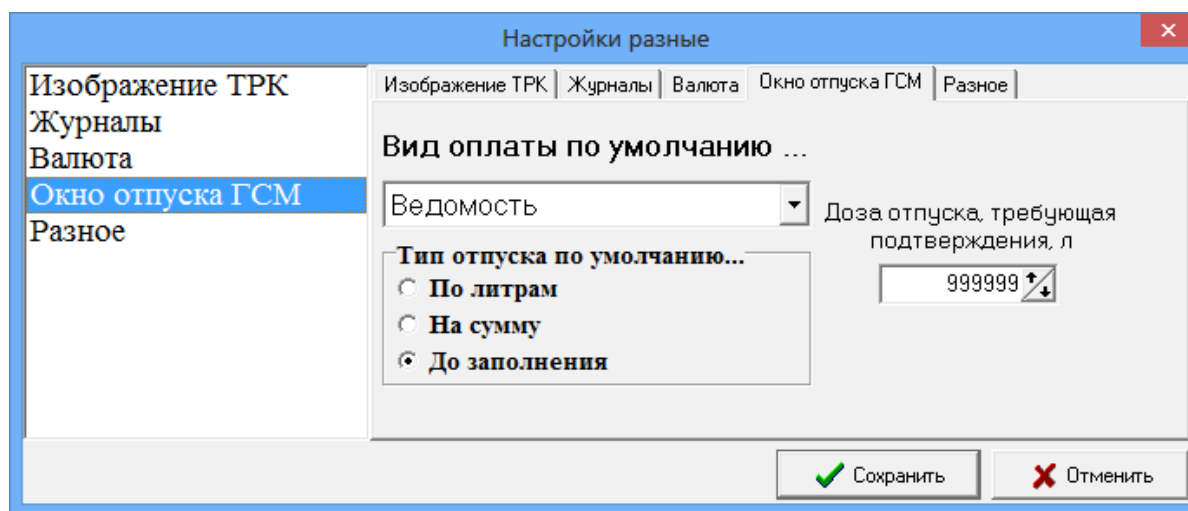 Настройки разные
Изображение ТРК
Журналы
Валюта
Окно отпуска ГСМ
Разное
Изображение ТРК Журналы Валюта Окно отпуска ГСМ Разное
Вид оплаты по умолчанию ...
Ведомость
Тип отпуска по умолчанию...
По литрам
На сумму
До заполнения
Доза отпуска, требующая
подтверждения, л
999999
Сохранить Отменить